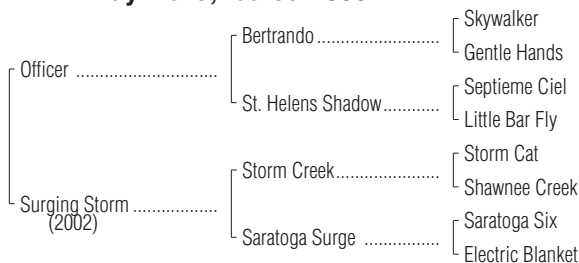 Skywalker
Bertrando ..............................
Gentle Hands
Officer ...................................
Septieme Ciel
St. Helens Shadow............
Little Bar Fly
Storm Cat
Storm Creek.......................
Shawnee Creek
Surging Storm .....................
(2002)
Saratoga Six
Saratoga Surge ..................
Electric Blanket